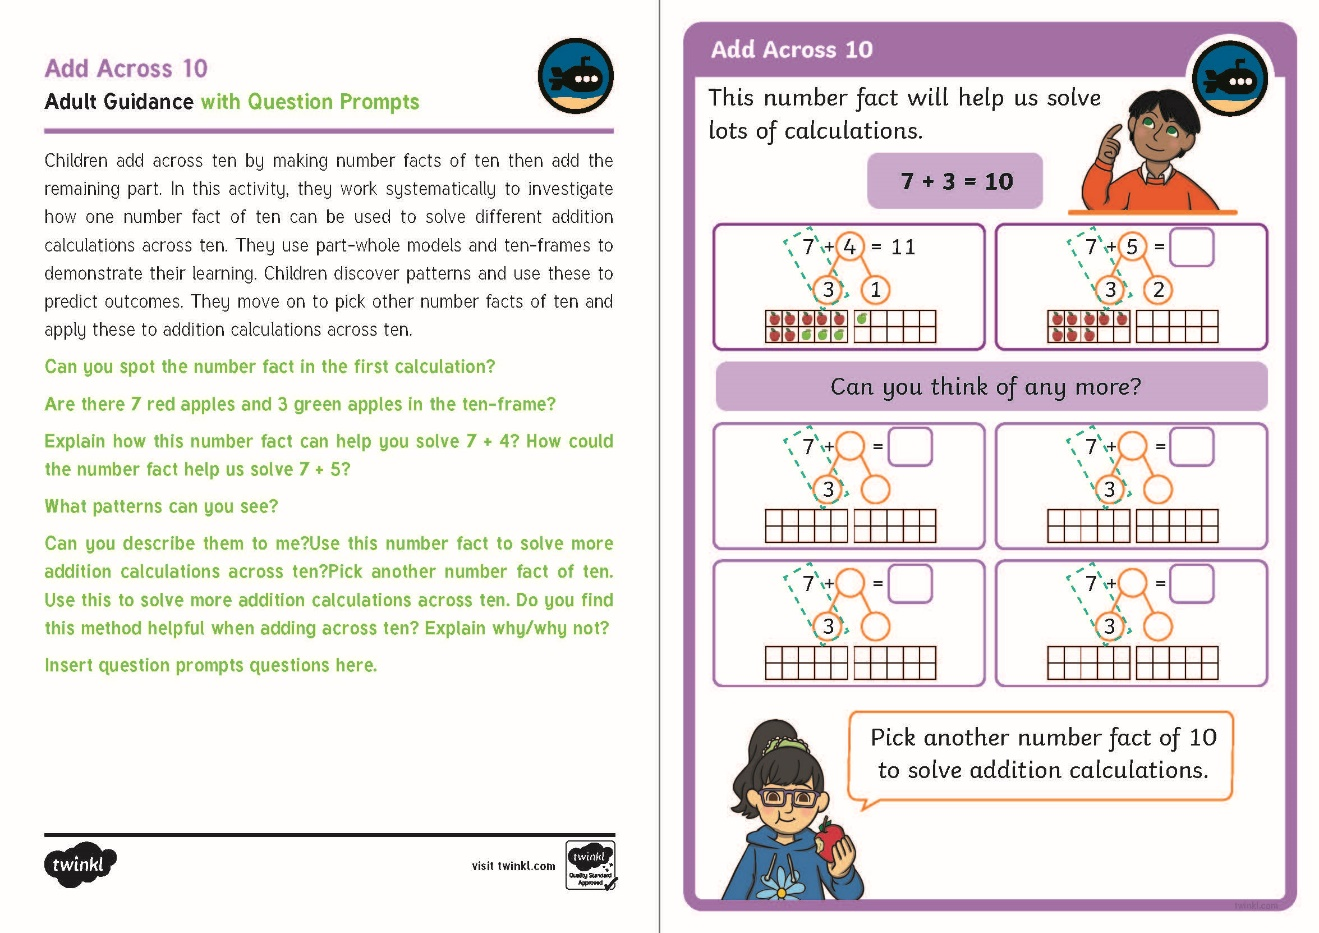 Add Across 10
Adult Guidance with Question Prompts
Children add across ten by making number facts of ten then add the
remaining part. In this activity, they work systematically to investigate
how one number fact of ten can be used to solve different addition
calculations across ten. They use part-whole models and ten-frames to
demonstrate their learning. Children discover patterns and use these to
predict outcomes. They move on to pick other number facts of ten and
apply these to addition calculations across ten.
Can you spot the number fact in the first calculation?
Are there 7 red apples and 3 green apples in the ten-frame?
Explain how this number fact can help you solve 7 + 4? How could
the number fact help us solve 7 + 5?
What patterns can you see?
Can you describe them to me?Use this number fact to solve more
addition calculations across ten?Pick another number fact of ten.
Use this to solve more addition calculations across ten. Do you find
this method helpful when adding across ten? Explain why/why not?
Insert question prompts questions here.
twinkl
visit twinkl.com
twinkl
Quality Standard
Approved
Add Across 10
This number fact will help us solve
lots of calculations.
7 + 3 = 10
7 + 4 = 11
3 1
7 + 5 =
3 2
Can you think of any more?
7 + =
3
7 + =
3
7 + =
3
7 + =
3
Pick another number fact of 10
to solve addition calculations.
twinkl.com